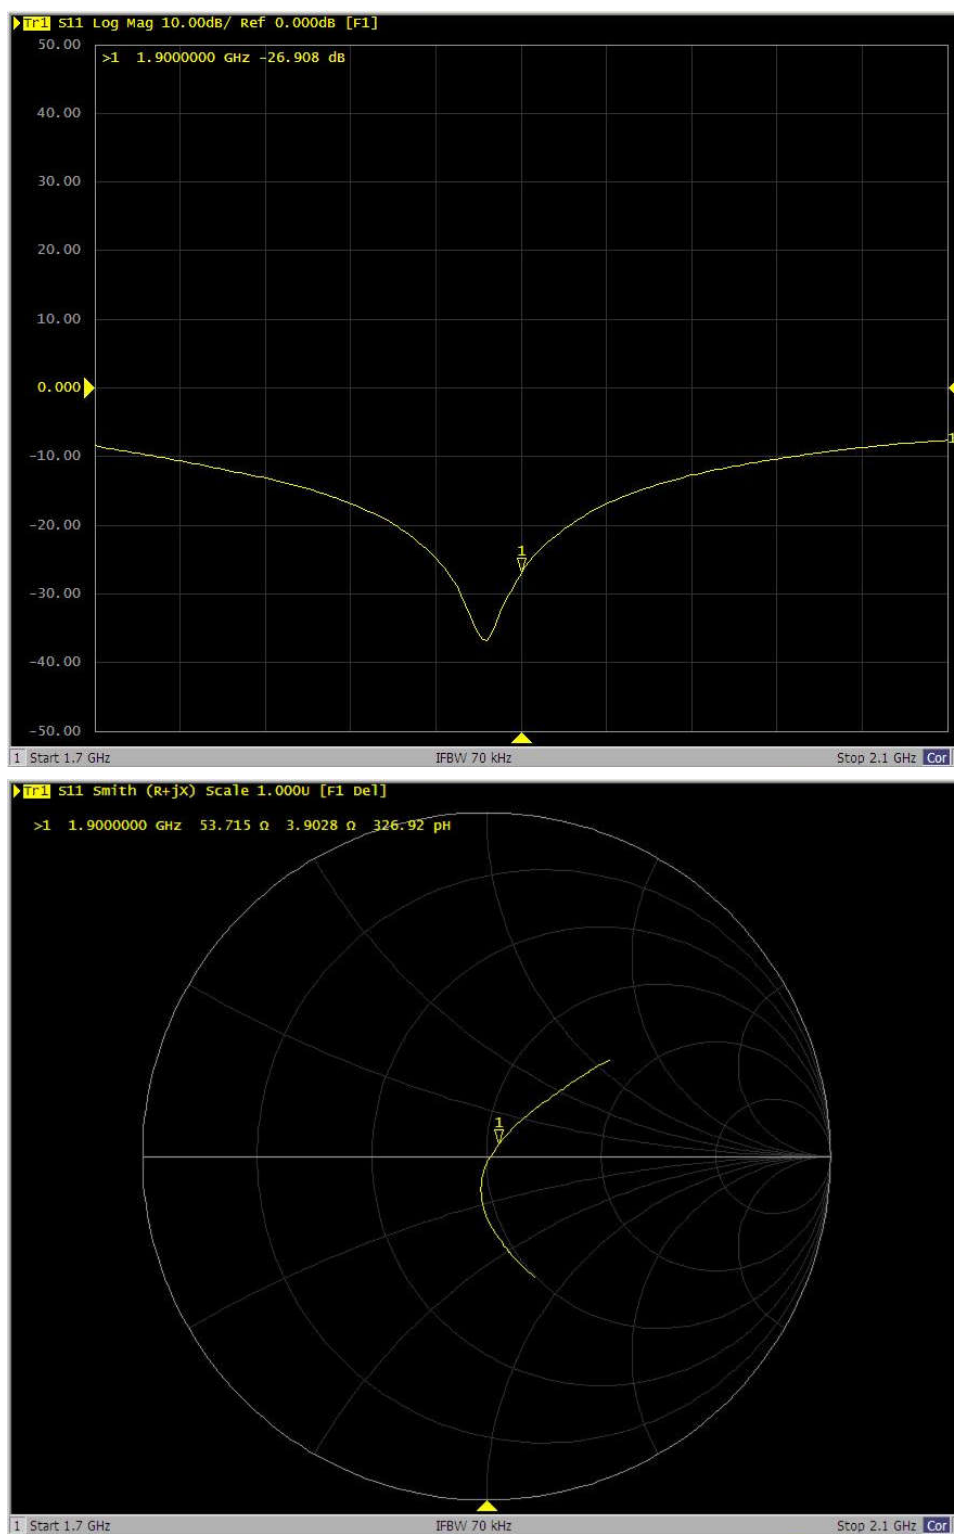 Tr1 S11 Log Mag 10.00dB/ Ref 0.000dB [F1]
50.00
>1 1.9000000 GHz -26.908 dB
40.00
30.00
20.00
10.00
0.000
1
-10.00
-20.00
1
-30.00
-40.00
-50.00
1 Start 1.7 GHz IFBW 70 kHz Stop 2.1 GHz Cor
Tr1 S11 Smith (R+jX) Scale 1.000U [F1 Del]
>1 1.9000000 GHz 53.715 Ω 3.9028 Ω 326.92 pH
1
1 Start 1.7 GHz IFBW 70 kHz Stop 2.1 GHz Cor